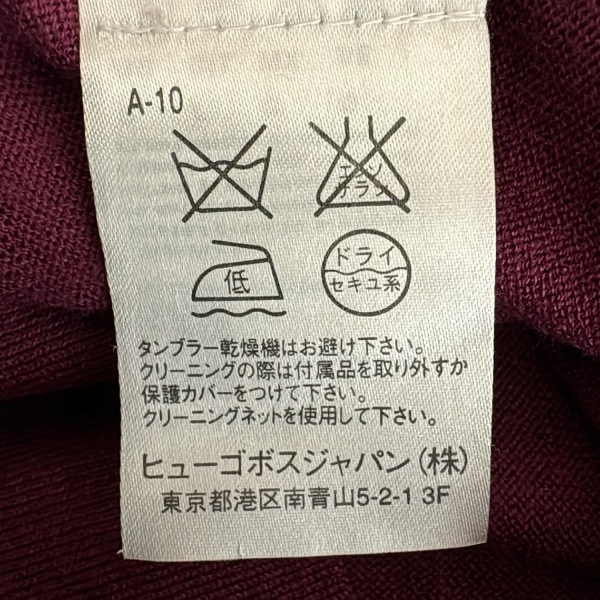 A-10
エンソ
チラン
低
ドライ
セキユ系
タンブラー乾燥機はお避け下さい。
クリーニングの際は付属品を取り外すか
保護カバーをつけて下さい。
クリーニングネットを使用して下さい。
ヒューゴボスジャパン(株)
東京都港区南青山5-2-1 3F